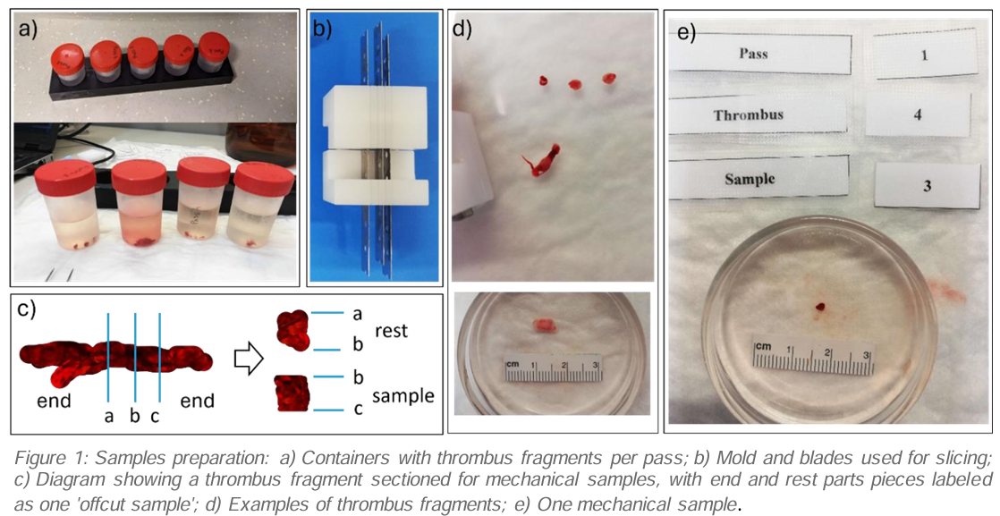 a)
b)
c)
end
a
b
c
end
a
rest
b
b
sample
c
d)
cm 1 2 3
e)
Pass 1
Thrombus 4
Sample 3
cm 1 2 3
Figure 1: Samples preparation: a) Containers with thrombus fragments per pass; b) Mold and blades used for slicing;
c) Diagram showing a thrombus fragment sectioned for mechanical samples, with end and rest parts pieces labeled
as one 'offcut sample'; d) Examples of thrombus fragments; e) One mechanical sample.